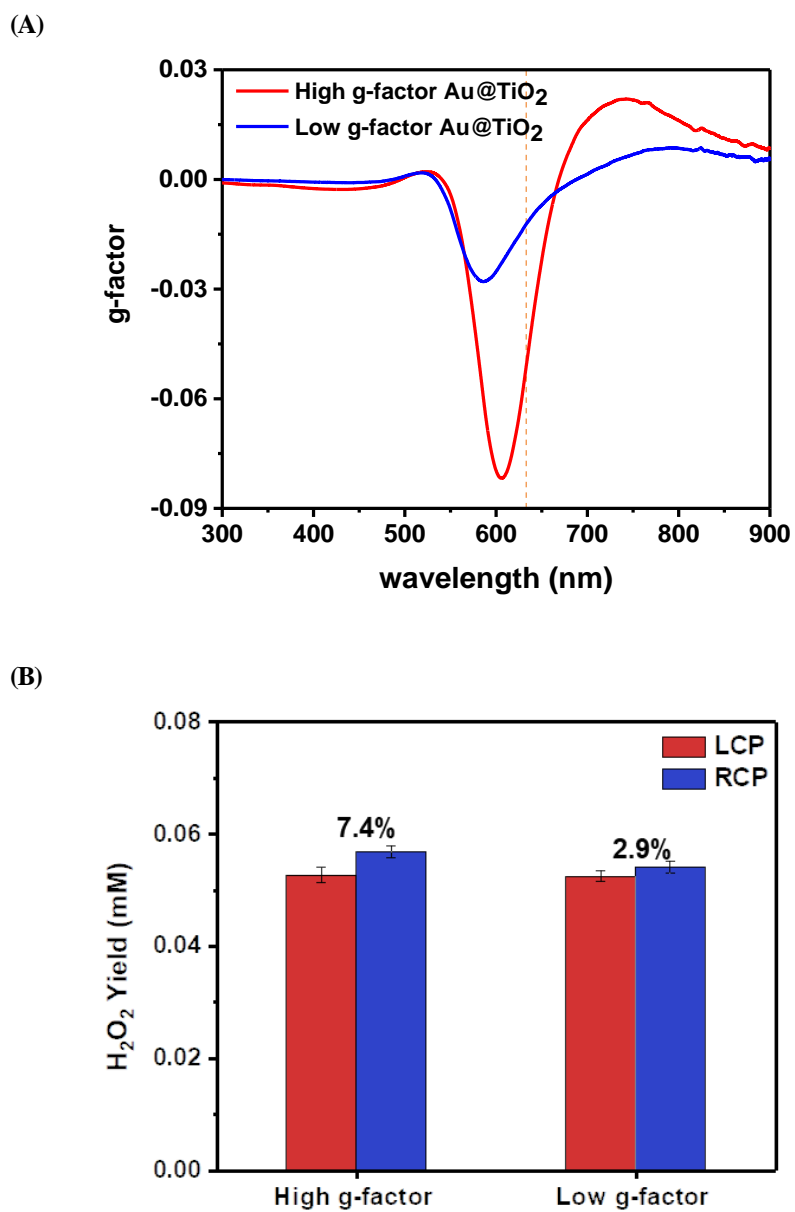 (A)
0.03
High g-factor Au@TiO2
Low g-factor Au@TiO2
0.00
-0.03
-0.06
-0.09
g-factor
300 400 500 600 700 800 900
wavelength (nm)
(B)
0.08
LCP
RCP
7.4%
2.9%
0.06
0.04
0.02
0.00
H2O2 Yield (mM)
High g-factor Low g-factor